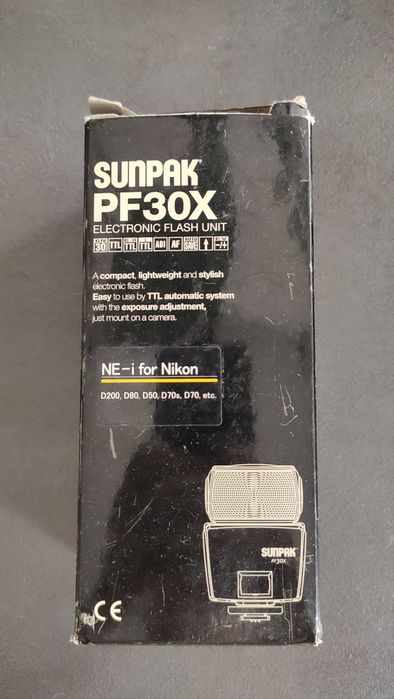 SUNPAK
PF30X
ELECTRONIC FLASH UNIT
30 TTL TTL TTL ADI AF
A compact, lightweight and stylish
electronic flash.
Easy to use by TTL automatic system
with the exposure adjustment,
just mount on a camera.
NE-i for Nikon
D200, D80, D50, D70s, D70, etc.
SUNPAK
PF30X
CE